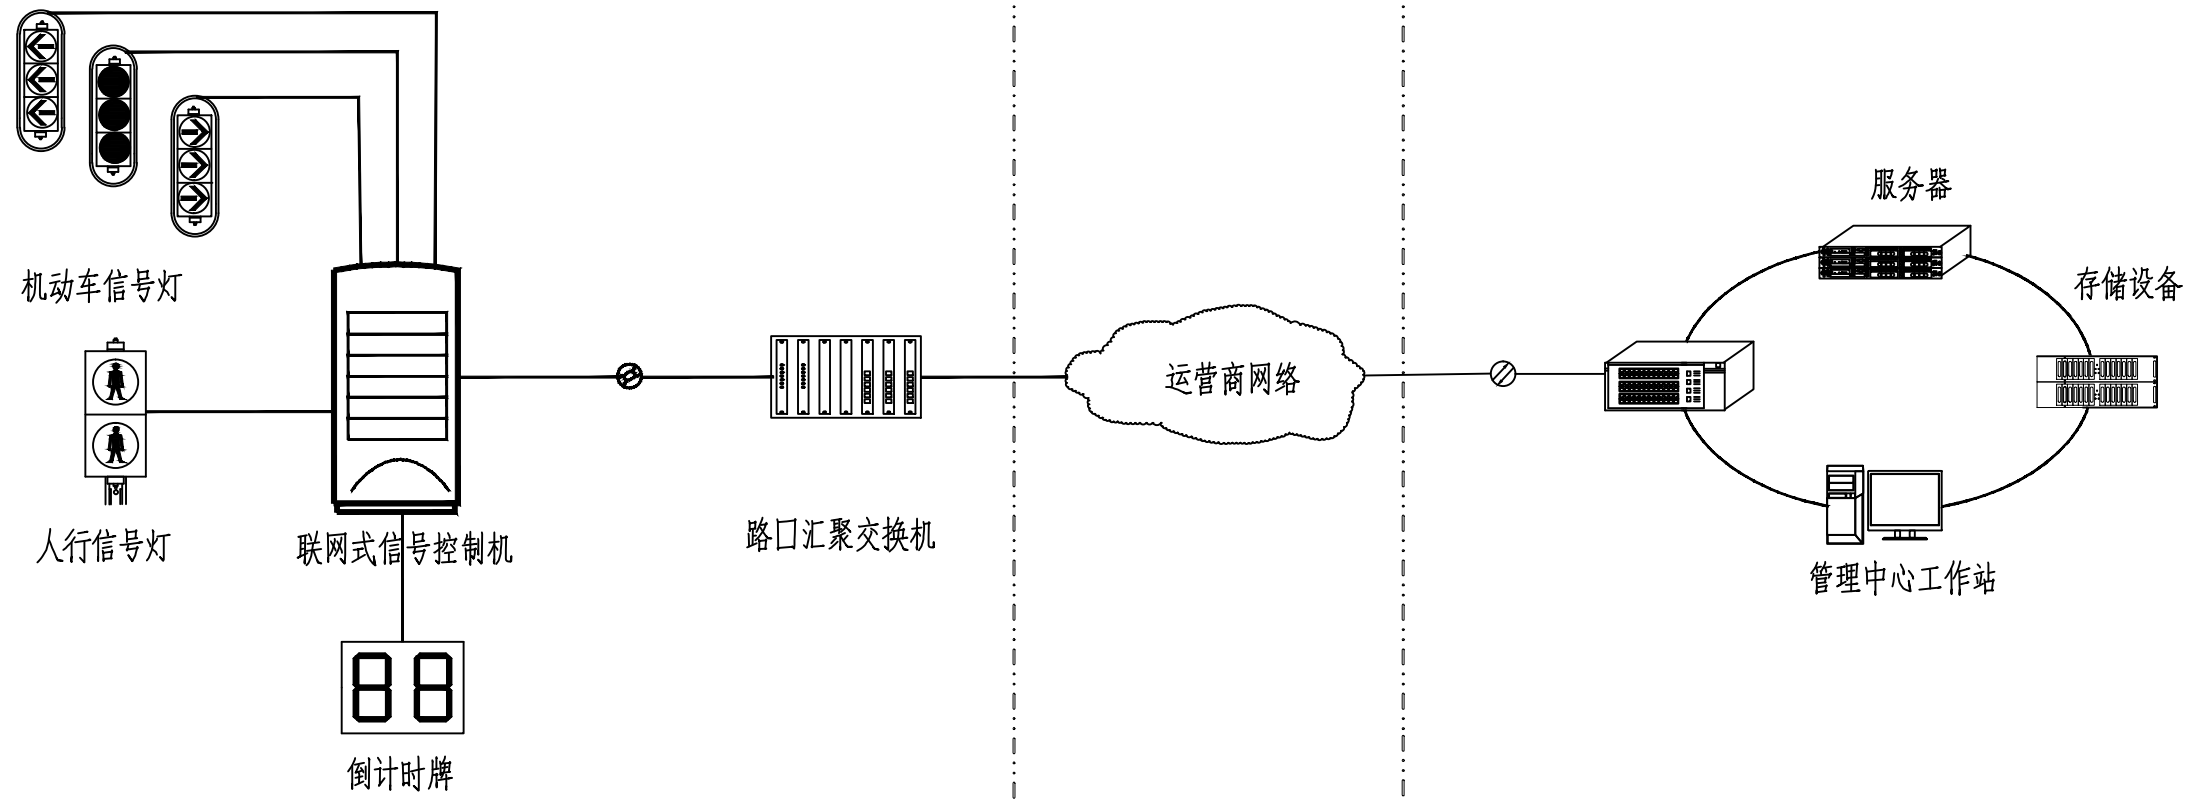 服务器
机动车信号灯
存储设备
运营商网络
人行信号灯
联网式信号控制机
路口汇聚交换机
管理中心工作站
88
倒计时牌